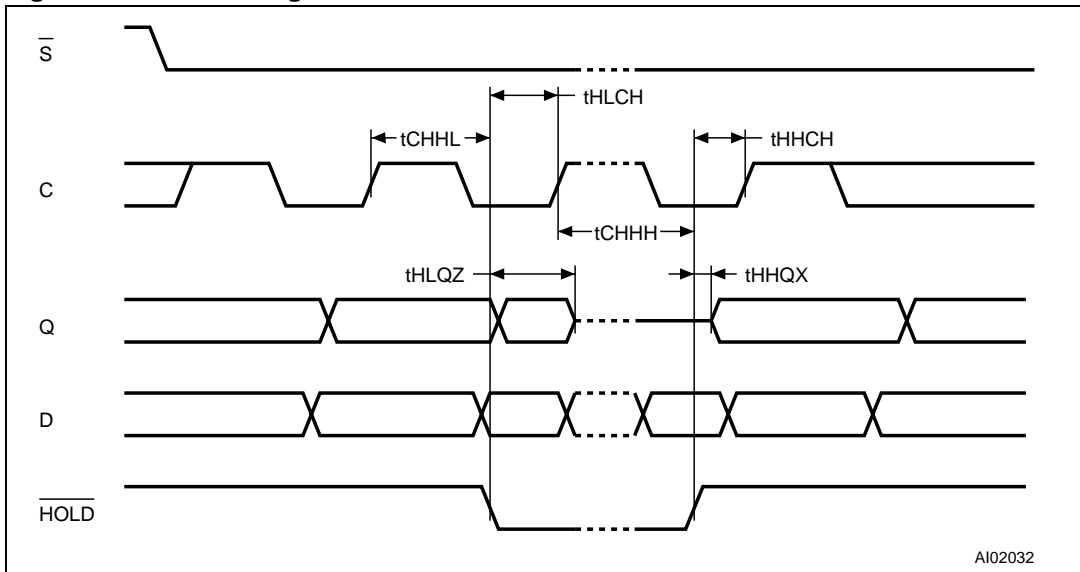 S
tHLCH
tCHHL
tHHCH
C
tCHHH
tHLQZ
tHHQX
Q
D
HOLD
AI02032